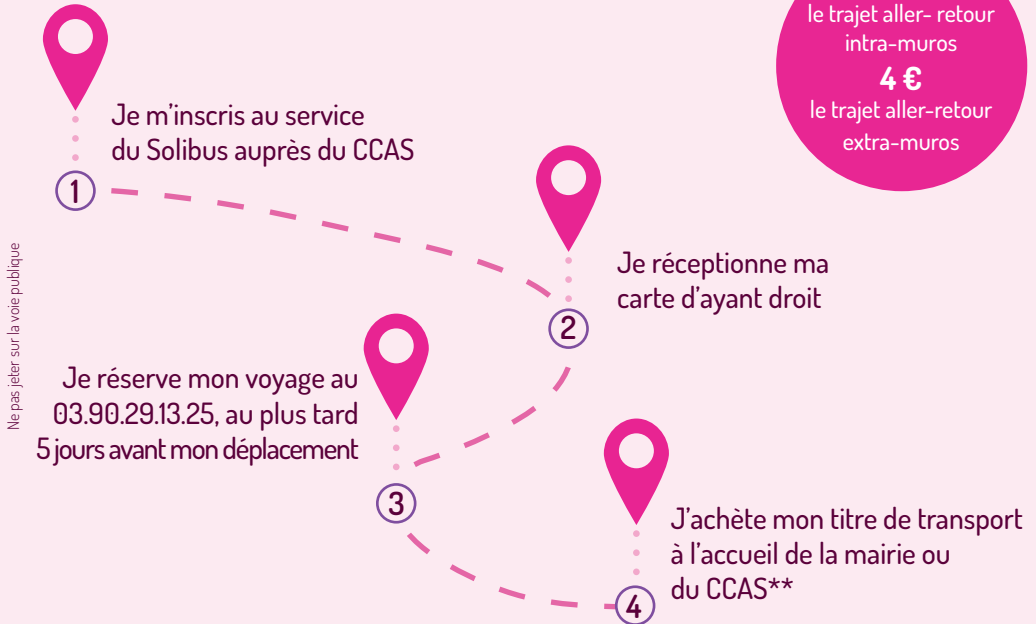 le trajet aller- retour
intra-muros
4 €
le trajet aller-retour
extra-muros
Je m’inscris au service
du Solibus auprès du CCAS
1
Je réceptionne ma
carte d’ayant droit
2
Je réserve mon voyage au
03.90.29.13.25, au plus tard
5 jours avant mon déplacement
3
J’achète mon titre de transport
à l’accueil de la mairie ou
du CCAS**
4
Ne pas jeter sur la voie publique